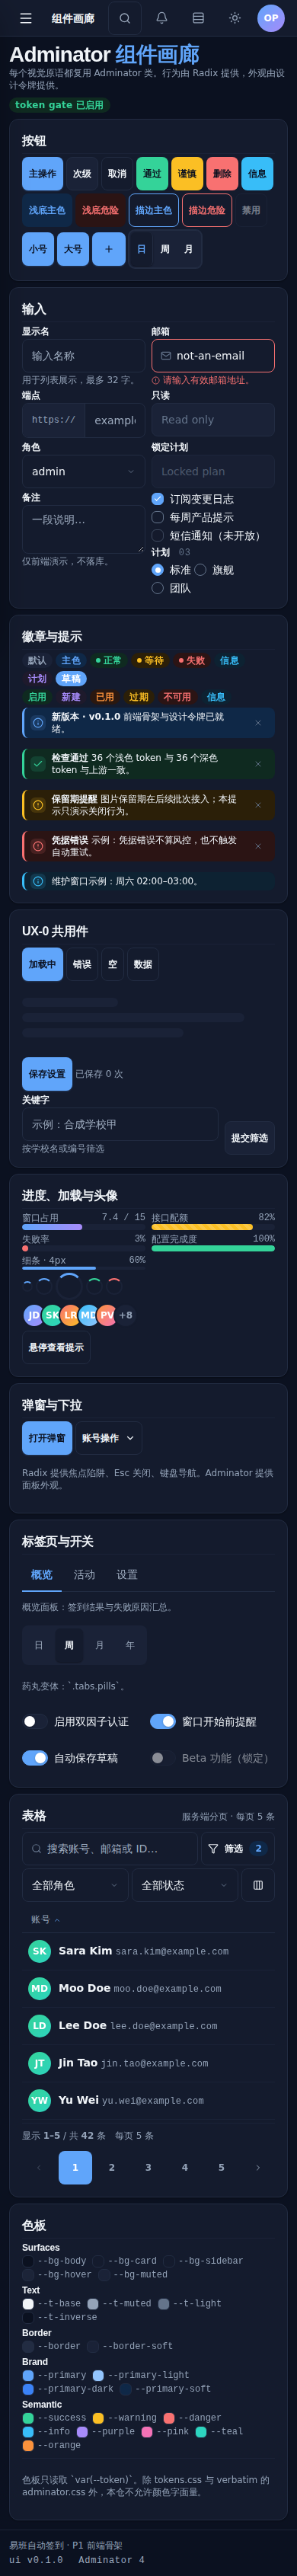 组件画廊
OP
Adminator 组件画廊
每个视觉原语都复用 Adminator 类。行为由 Radix 提供，外观由设
计令牌提供。
token gate 已启用
按钮
主操作 次级 取消 通过 谨慎 删除 信息
浅底主色 浅底危险 描边主色 描边危险 禁用
小号 大号 + 日 周 月
输入
显示名 邮箱
输入名称 not-an-email
用于列表展示，最多 32 字。 请输入有效邮箱地址。
端点 只读
https:// example Read only
角色 锁定计划
admin Locked plan
备注 订阅变更日志
一段说明… 每周产品提示
短信通知（未开放）
仅前端演示，不落库。
计划 03
标准 旗舰
团队
徽章与提示
默认 主色 正常 等待 失败 信息
计划 草稿
启用 新建 已用 过期 不可用 信息
新版本 · v0.1.0 前端骨架与设计令牌已就
绪。
检查通过 36 个浅色 token 与 36 个深色
token 与上游一致。
保留期提醒 图片保留期在后续批次接入；本提
示只演示关闭行为。
凭据错误 示例：凭据错误不算风控，也不触发
自动重试。
维护窗口示例：周六 02:00–03:00。
UX-0 共用件
加载中 错误 空 数据
保存设置 已保存 0 次
关键字
示例：合成学校甲 提交筛选
按学校名或编号筛选
进度、加载与头像
窗口占用 7.4 / 15 接口配额 82%
失败率 3% 配置完成度 100%
细条 · 4px 60%
JD SK LR MD PV +8
悬停查看提示
弹窗与下拉
打开弹窗 账号操作
Radix 提供焦点陷阱、Esc 关闭、键盘导航。Adminator 提供
面板外观。
标签页与开关
概览 活动 设置
概览面板：签到结果与失败原因汇总。
日 周 月 年
药丸变体：`.tabs.pills`。
启用双因子认证 窗口开始前提醒
自动保存草稿 Beta 功能（锁定）
表格 服务端分页 · 每页 5 条
搜索账号、邮箱或 ID… 筛选 2
全部角色 全部状态
账号
SK Sara Kim sara.kim@example.com
MD Moo Doe moo.doe@example.com
LD Lee Doe lee.doe@example.com
JT Jin Tao jin.tao@example.com
YW Yu Wei yu.wei@example.com
显示 1–5 / 共 42 条 每页 5 条
‹ 1 2 3 4 5 ›
色板
Surfaces
--bg-body --bg-card --bg-sidebar
--bg-hover --bg-muted
Text
--t-base --t-muted --t-light
--t-inverse
Border
--border --border-soft
Brand
--primary --primary-light
--primary-dark --primary-soft
Semantic
--success --warning --danger
--info --purple --pink --teal
--orange
色板只读取 `var(--token)`。除 tokens.css 与 verbatim 的
adminator.css 外，本仓不允许颜色字面量。
易班自动签到 · P1 前端骨架
ui v0.1.0 Adminator 4